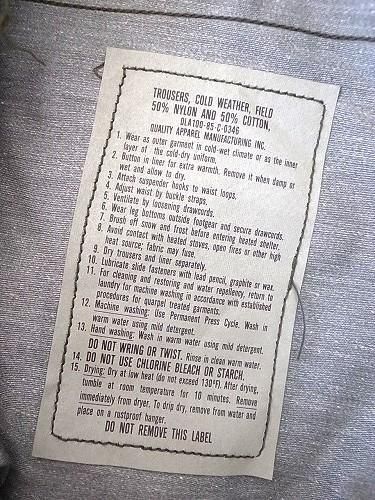 TROUSERS, COLD WEATHER, FIELD
50% NYLON AND 50% COTTON,
DLA100-85-C-0346
QUALITY APPAREL MANUFACTURING INC.
1. Wear as outer garment in cold-wet climate or as the inner
layer of the cold-dry uniform.
2. Button in liner for extra warmth. Remove it when damp or
wet and allow to dry.
3. Attach suspender hooks to waist loops.
4. Adjust waist by buckle straps.
5. Ventilate by loosening drawcords.
6. Wear leg bottoms outside footgear and secure drawcords.
7. Brush off snow and frost before entering heated shelter.
8. Avoid contact with heated stoves, open fires or other high
heat source; fabric may fuse.
9. Dry trousers and liner separately.
10. Lubricate slide fasteners with lead pencil, graphite or wax.
11. For cleaning and restoring and water repellency, return to
laundry for machine washing in accordance with established
procedures for quarpel treated garments.
12. Machine washing: Use Permanent Press Cycle. Wash in
warm water using mild detergent.
13. Hand washing: Wash in warm water using mild detergent.
DO NOT WRING OR TWIST. Rinse in clean warm water.
14. DO NOT USE CHLORINE BLEACH OR STARCH.
15. Drying: Dry at low heat (do not exceed 130°F). After drying,
tumble at room temperature for 10 minutes. Remove
immediately from dryer. To drip dry, remove from water and
place on a rustproof hanger.
DO NOT REMOVE THIS LABEL